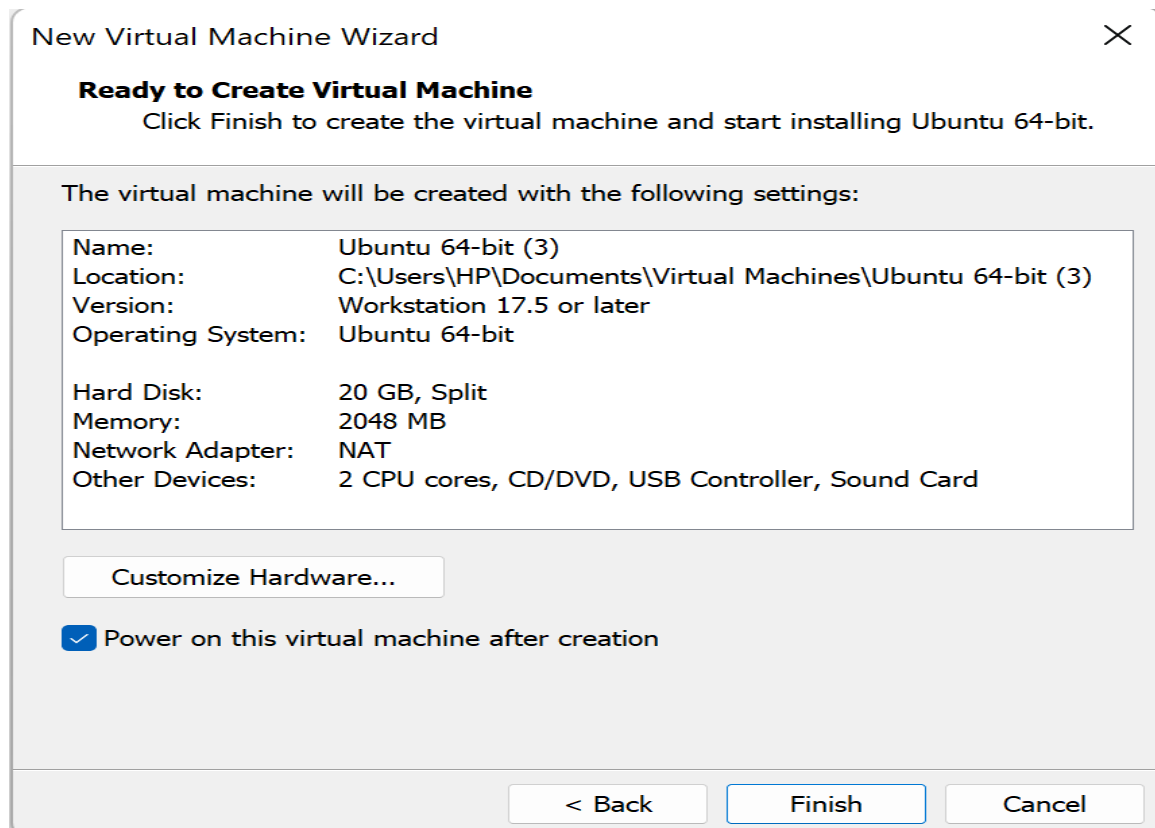 New Virtual Machine Wizard
Ready to Create Virtual Machine
Click Finish to create the virtual machine and start installing Ubuntu 64-bit.
The virtual machine will be created with the following settings:
Name: Ubuntu 64-bit (3)
Location: C:\Users\HP\Documents\Virtual Machines\Ubuntu 64-bit (3)
Version: Workstation 17.5 or later
Operating System: Ubuntu 64-bit
Hard Disk: 20 GB, Split
Memory: 2048 MB
Network Adapter: NAT
Other Devices: 2 CPU cores, CD/DVD, USB Controller, Sound Card
Customize Hardware...
Power on this virtual machine after creation
< Back Finish Cancel